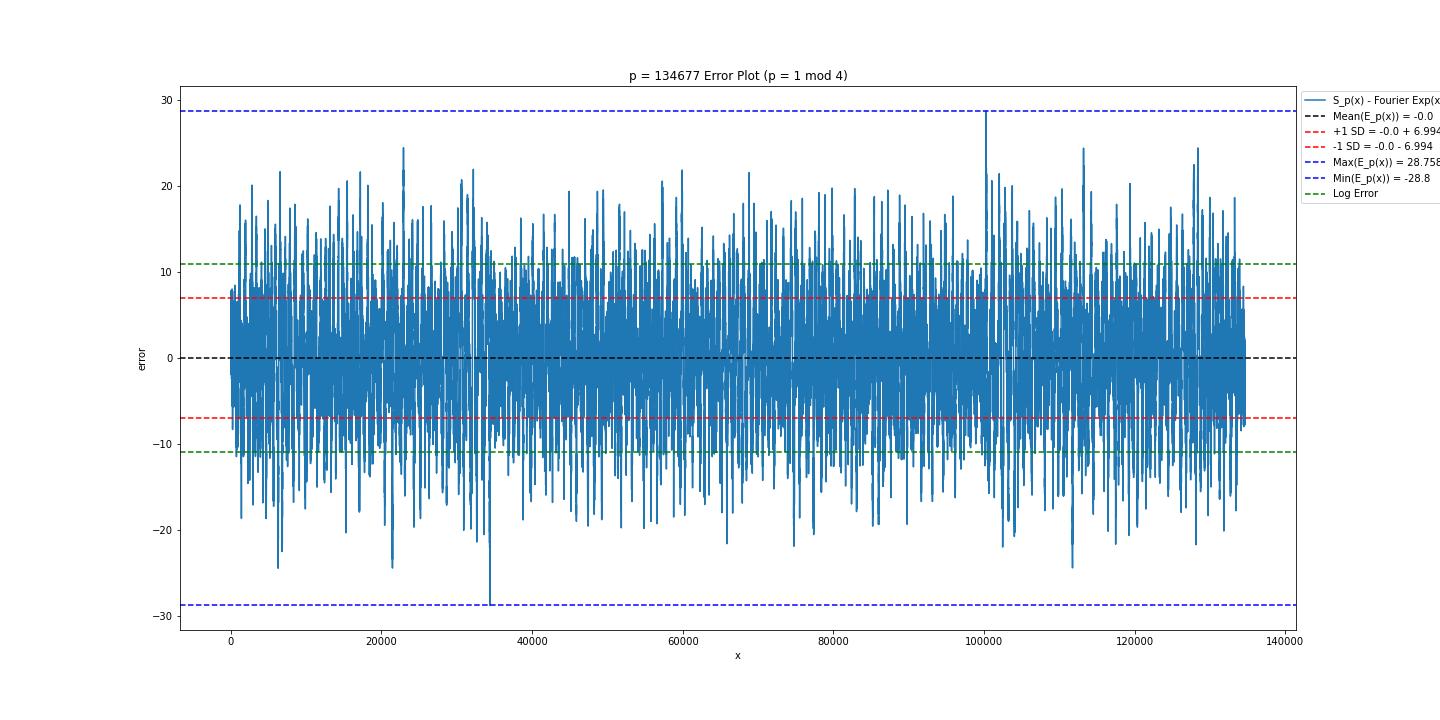 p = 134677 Error Plot (p = 1 mod 4)
30
20
10
0
−10
−20
−30
error
0
20000
40000
60000
80000
100000
120000
140000
x
S_p(x) - Fourier Exp(x
Mean(E_p(x)) = -0.0
+1 SD = -0.0 + 6.994
-1 SD = -0.0 - 6.994
Max(E_p(x)) = 28.758
Min(E_p(x)) = -28.8
Log Error